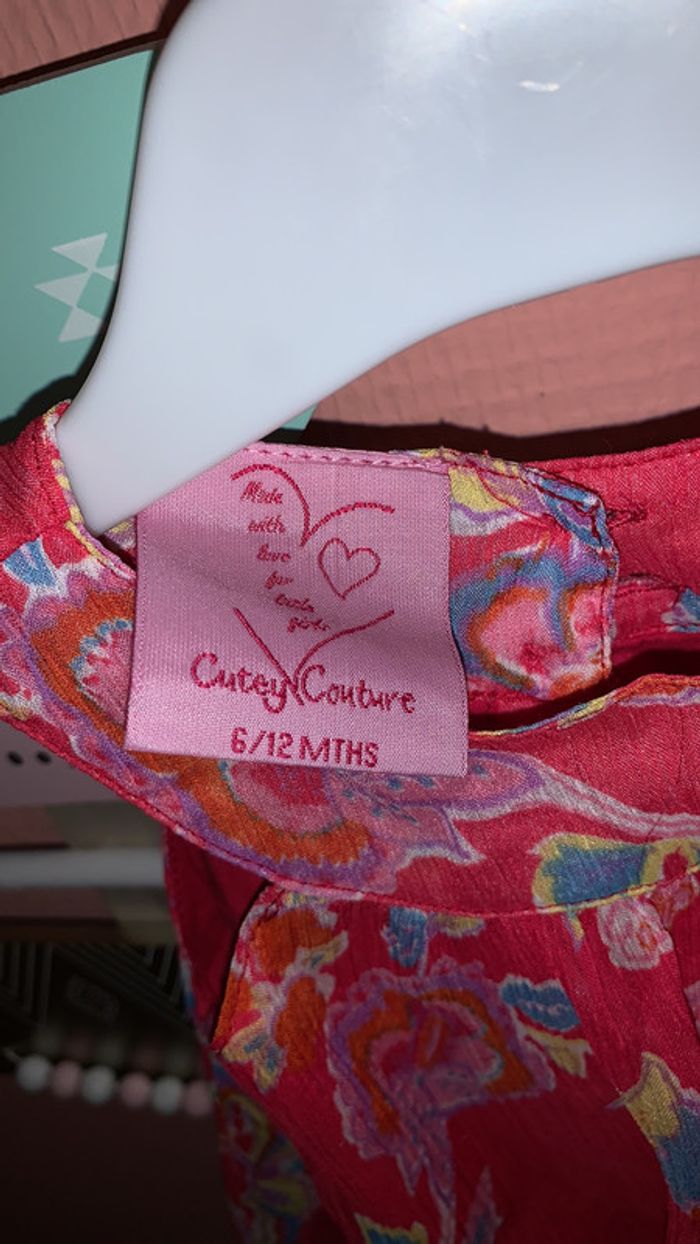 Made
with
love
for
Cute
girls
Cutey Couture
6/12 MTHS